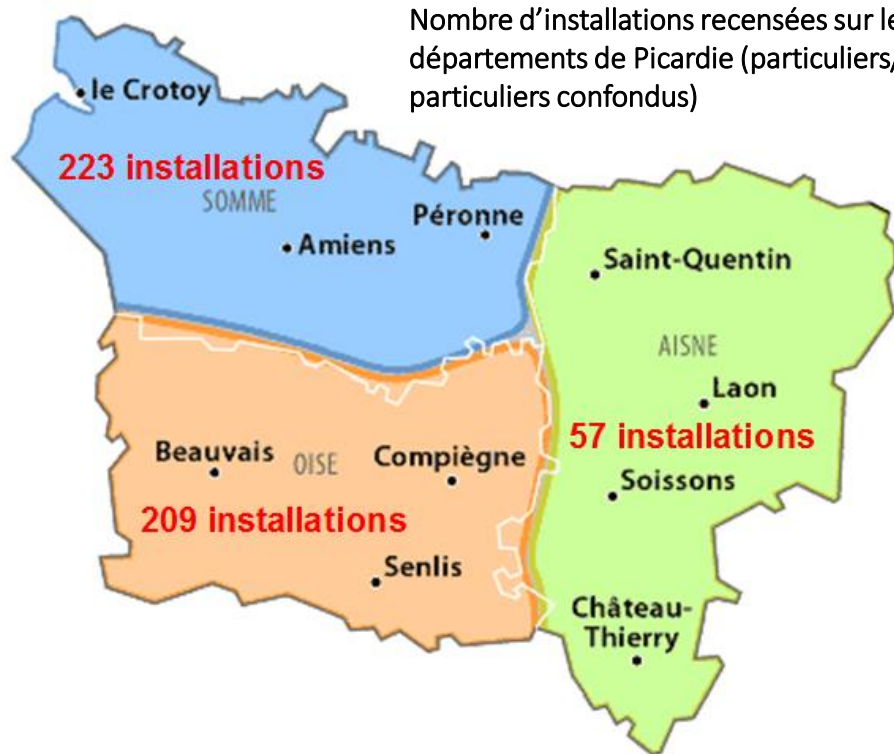 Nombre d’installations recensées sur le
départements de Picardie (particuliers/
particuliers confondus)
le Crotoy
223 installations
SOMME
Péronne
Amiens
Saint-Quentin
AISNE
Laon
57 installations
Beauvais
OISE
Compiègne
Soissons
209 installations
Senlis
Château-
Thierry